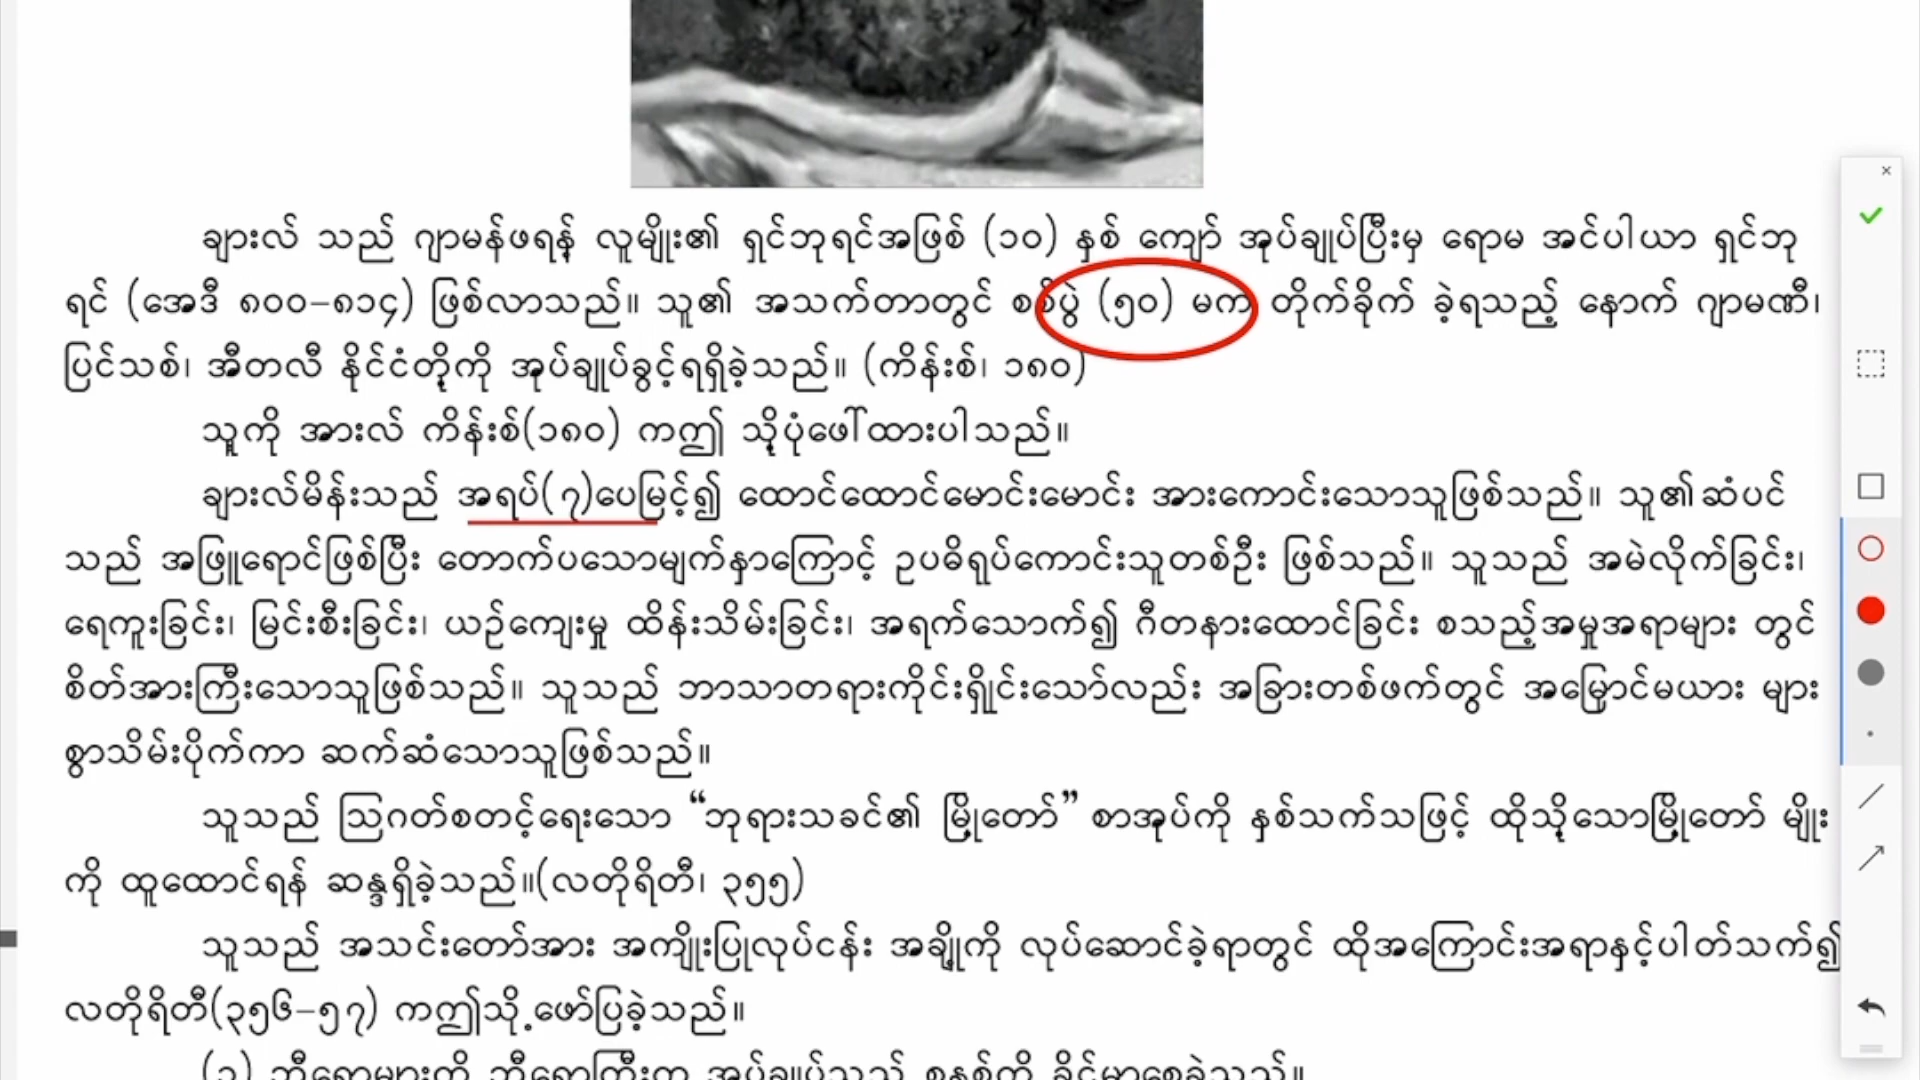 ချားလ် သည် ဂျာမန်ဖရန့် လူမျိုး၏ ရှင်ဘုရင်အဖြစ် (၁၀) နှစ် ကျော် အုပ်ချုပ်ပြီးမှ ရောမ အင်ပါယာ ရှင်ဘု
ရင် (အေဒီ ၈၀၀–၈၁၄) ဖြစ်လာသည်။ သူ၏ အသက်တာတွင် စစ်ပွဲ (၅၀) မက တိုက်ခိုက် ခဲ့ရသည့် နောက် ဂျာမဏီ၊
ပြင်သစ်၊ အီတလီ နိုင်ငံတို့ကို အုပ်ချုပ်ခွင့်ရရှိခဲ့သည်။ (ကိန်းစ်၊ ၁၈၀)
သူ့ကို အားလ် ကိန်းစ်(၁၈၀) ကဤ သို့ပုံဖေါ်ထားပါသည်။
ချားလ်မိန်းသည် အရပ်(၇)ပေမြင့်၍ ထောင်ထောင်မောင်းမောင်း အားကောင်းသောသူဖြစ်သည်။ သူ၏ဆံပင်
သည် အဖြူရောင်ဖြစ်ပြီး တောက်ပသောမျက်နှာကြောင့် ဥပဓိရုပ်ကောင်းသူတစ်ဦး ဖြစ်သည်။ သူသည် အမဲလိုက်ခြင်း၊
ရေကူးခြင်း၊ မြင်းစီးခြင်း၊ ယဉ်ကျေးမှု ထိန်းသိမ်းခြင်း၊ အရက်သောက်၍ ဂီတနားထောင်ခြင်း စသည့်အမှုအရာများ တွင်
စိတ်အားကြီးသောသူဖြစ်သည်။ သူသည် ဘာသာတရားကိုင်းရှိုင်းသော်လည်း အခြားတစ်ဖက်တွင် အမြှောင်မယား များ
စွာသိမ်းပိုက်ကာ ဆက်ဆံသောသူဖြစ်သည်။
သူသည် ဩဂတ်စတင့်ရေးသော “ဘုရားသခင်၏ မြို့တော်” စာအုပ်ကို နှစ်သက်သဖြင့် ထိုသို့သောမြို့တော် မျိုး
ကို ထူထောင်ရန် ဆန္ဒရှိခဲ့သည်။(လတိုရိတီ၊ ၃၅၅)
သူသည် အသင်းတော်အား အကျိုးပြုလုပ်ငန်း အချို့ကို လုပ်ဆောင်ခဲ့ရာတွင် ထိုအကြောင်းအရာနှင့်ပါတ်သက်၍
လတိုရိတီ(၃၅၆–၅၇) ကဤသို့ ဖော်ပြခဲ့သည်။